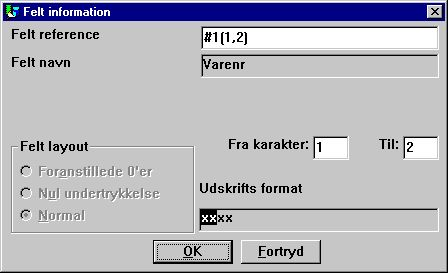 Felt information
Felt reference #1(1,2)
Felt navn Varenr
Felt layout
Fra karakter: 1 Til: 2
Foranstillede 0'er
Nul undertrykkelse
Udskrifts format
Normal
xxxx
OK Fortryd